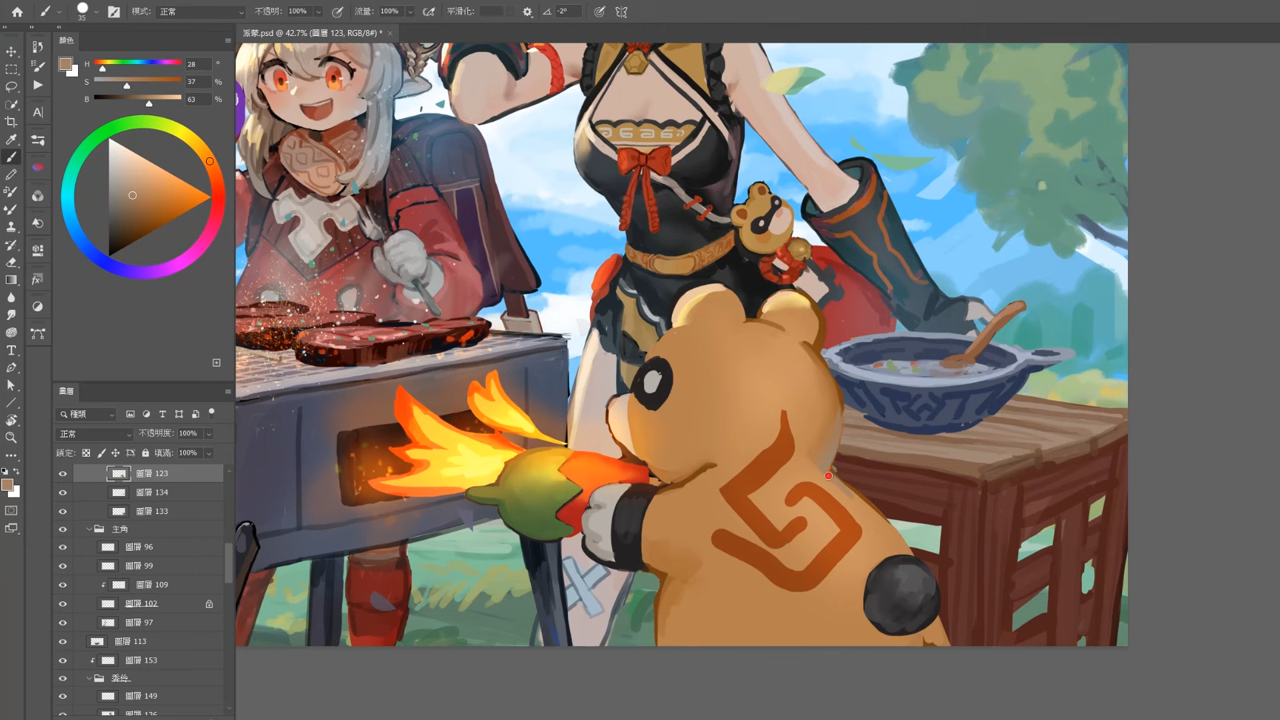 35
模式: 正常
不透明: 100%
流量: 100%
平滑化:
-2°
派蒙.psd @ 42.7% (圖層 123, RGB/8#) * ×
顏色
H 28 °
S 37 %
B 63 %
圖層
種類
正常
不透明度: 100%
鎖定:
填滿: 100%
圖層 123
圖層 134
圖層 133
主角
圖層 96
圖層 99
圖層 109
圖層 102
圖層 97
圖層 113
圖層 153
圖層 149